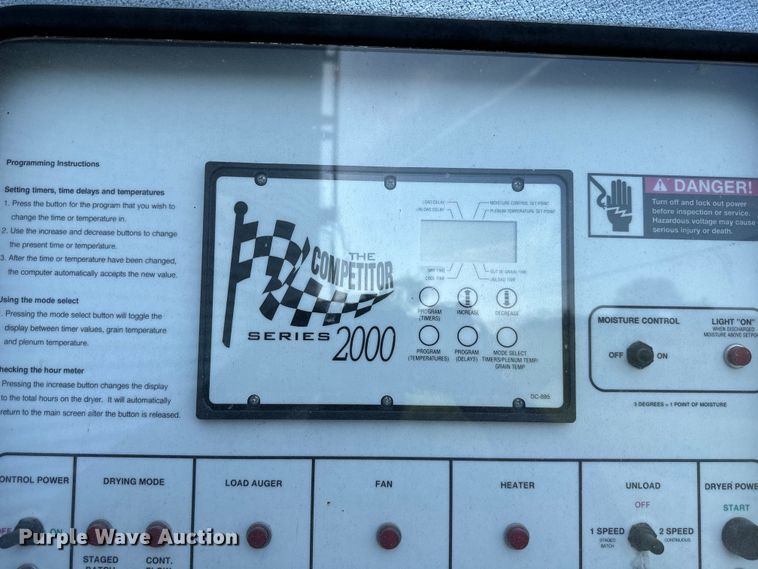 Programming Instructions
Setting timers, time delays and temperatures
1. Press the button for the program that you wish to
change the time or temperature in.
2. Use the increase and decrease buttons to change
the present time or temperature.
3. After the time or temperature have been changed,
the computer automatically accepts the new value.
Using the mode select
. Pressing the mode select button will toggle the
display between timer values, grain temperature
and plenum temperature.
hecking the hour meter
Pressing the increase button changes the display
to the total hours on the dryer. It will automatically
return to the main screen after the button is released.
THE
COMPETITOR
SERIES 2000
LOAD DELAY
UNLOAD DELAY
MOISTURE CONTROL SET POINT
PLENUM TEMPERATURE SET POINT
DRY TIME
COOL TIME
OUT OF GRAIN TIME
UNLOAD TIME
PROGRAM
(TIMERS)
INCREASE
DECREASE
PROGRAM
(TEMPERATURES)
PROGRAM
(DELAYS)
MODE SELECT
TIMERS/PLENUM TEMP/
GRAIN TEMP
DC-895
DANGER!
Turn off and lock out power
before inspection or service.
Hazardous voltage may cause
serious injury or death.
MOISTURE CONTROL
OFF
ON
LIGHT "ON"
WHEN DISCHARGED
MOISTURE ABOVE SETPO
3 DEGREES = 1 POINT OF MOISTURE
ONTROL POWER
OFF
ON
DRYING MODE
STAGED
BATCH
CONT.
FLOW
LOAD AUGER
FAN
HEATER
UNLOAD
OFF
1 SPEED
STAGED
BATCH
2 SPEED
CONTINUOUS
DRYER POWE
START
Purple Wave Auction